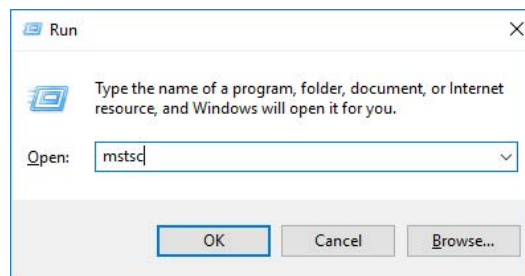 Run
Type the name of a program, folder, document, or Internet
resource, and Windows will open it for you.
Open: mstsc
OK Cancel Browse...